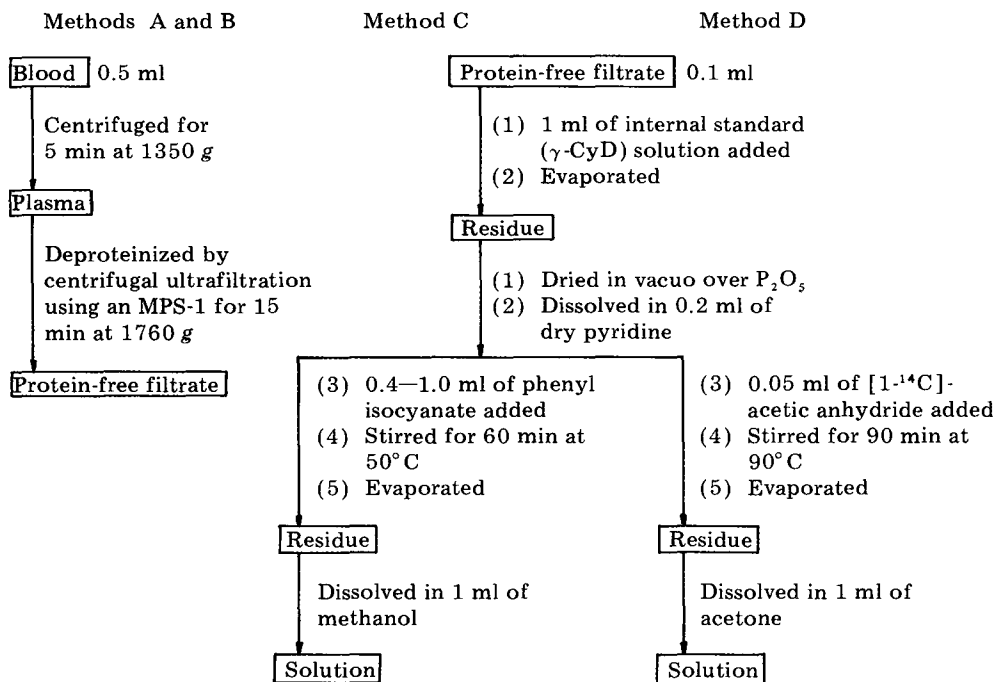 Methods A and B
Method C
Method D
Blood 0.5 ml
Centrifuged for
5 min at 1350 g
Plasma
Deproteinized by
centrifugal ultrafiltration
using an MPS-1 for 15
min at 1760 g
Protein-free filtrate
Protein-free filtrate 0.1 ml
(1) 1 ml of internal standard
(γ-CyD) solution added
(2) Evaporated
Residue
(1) Dried in vacuo over P₂O₅
(2) Dissolved in 0.2 ml of
dry pyridine
(3) 0.4—1.0 ml of phenyl
isocyanate added
(4) Stirred for 60 min at
50°C
(5) Evaporated
Residue
Dissolved in 1 ml of
methanol
Solution
(3) 0.05 ml of [1-¹⁴C]-
acetic anhydride added
(4) Stirred for 90 min at
90°C
(5) Evaporated
Residue
Dissolved in 1 ml of
acetone
Solution